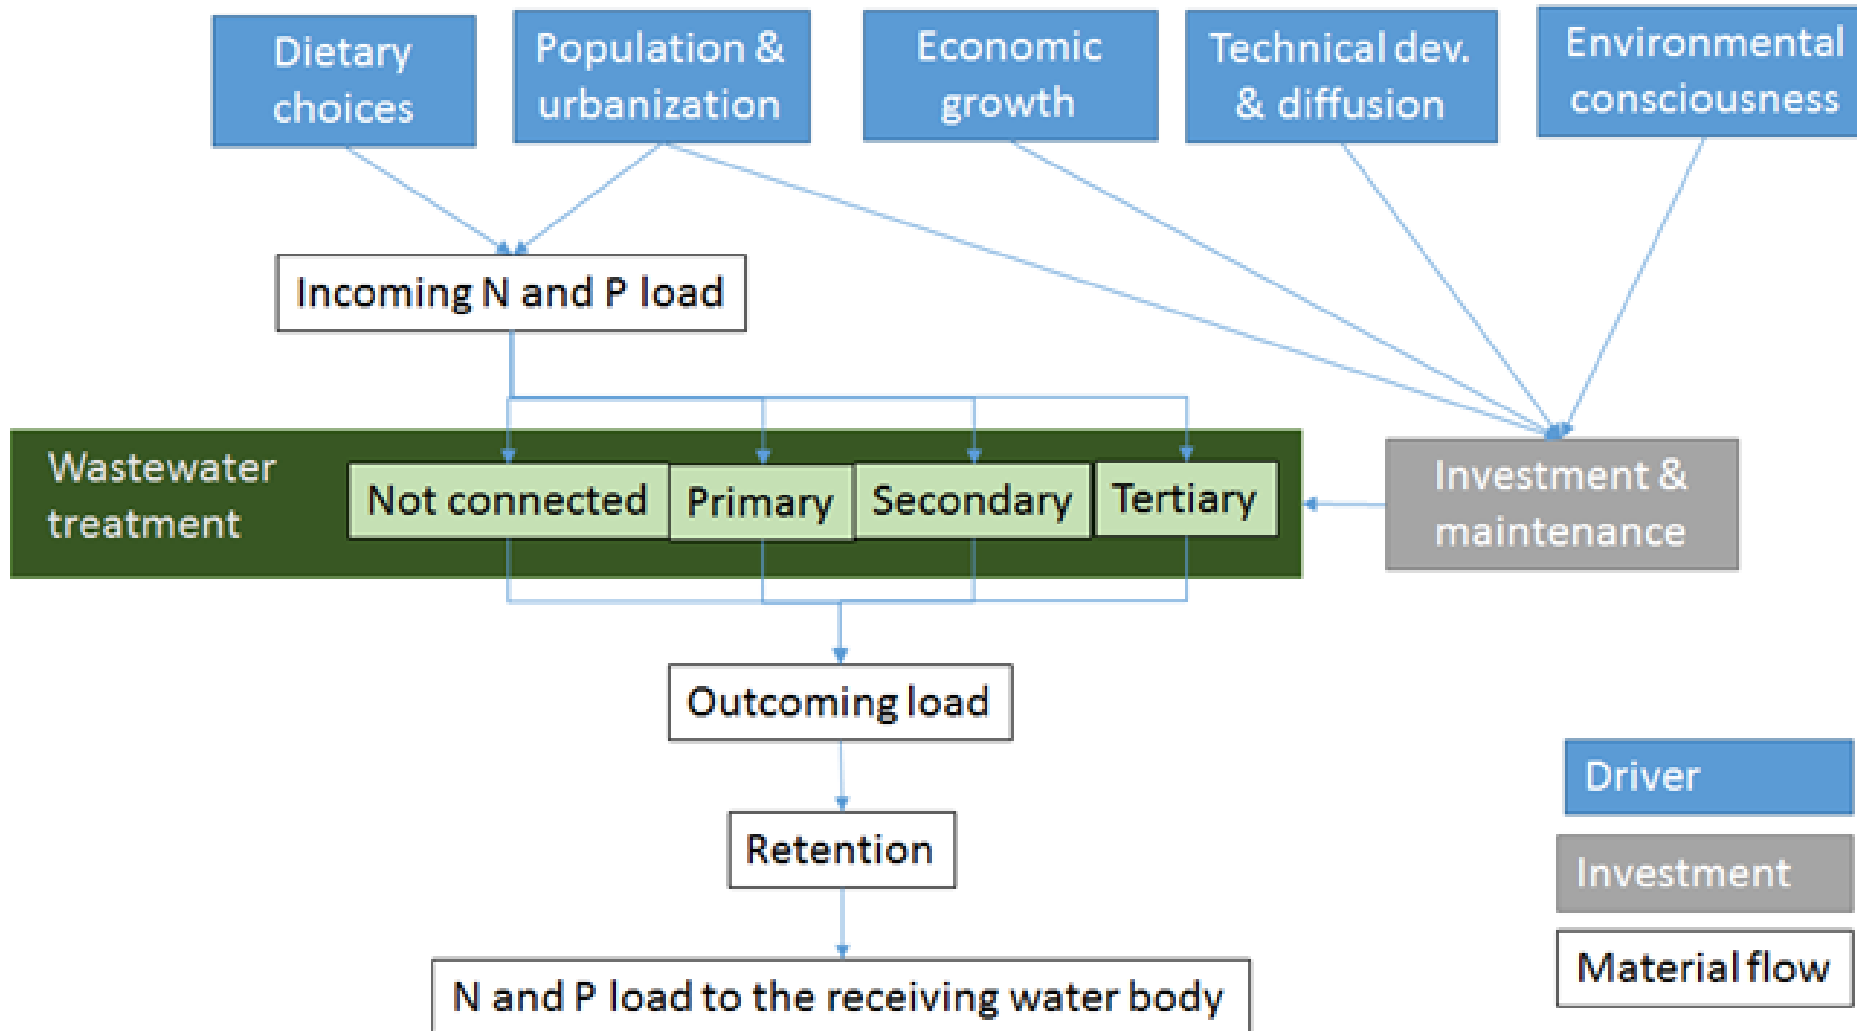 Dietary
choices
Population &
urbanization
Economic
growth
Technical dev.
& diffusion
Environmental
consciousness
Incoming N and P load
Wastewater
treatment
Not connected
Primary
Secondary
Tertiary
Investment &
maintenance
Outcoming load
Retention
N and P load to the receiving water body
Driver
Investment
Material flow